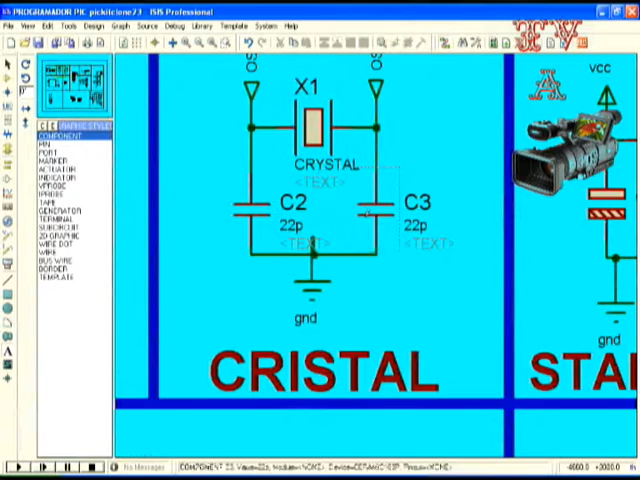 PROGRAMADOR PIC pickitclone23 - ISIS Professional
File View Edit Tools Design Graph Source Debug Library Template System Help
VCC
X1
CRYSTAL
<TEXT>
C2
22p
<TEXT>
C3
22p
<TEXT>
gnd
gnd
CRISTAL
STA
GRAPHIC STYLES
COMPONENT
PIN
PORT
MARKER
ACTUATOR
INDICATOR
VPROBE
IPROBE
TAPE
GENERATOR
TERMINAL
SUBCIRCUIT
2D GRAPHIC
WIRE DOT
WIRE
BUS WIRE
BORDER
TEMPLATE
No Messages